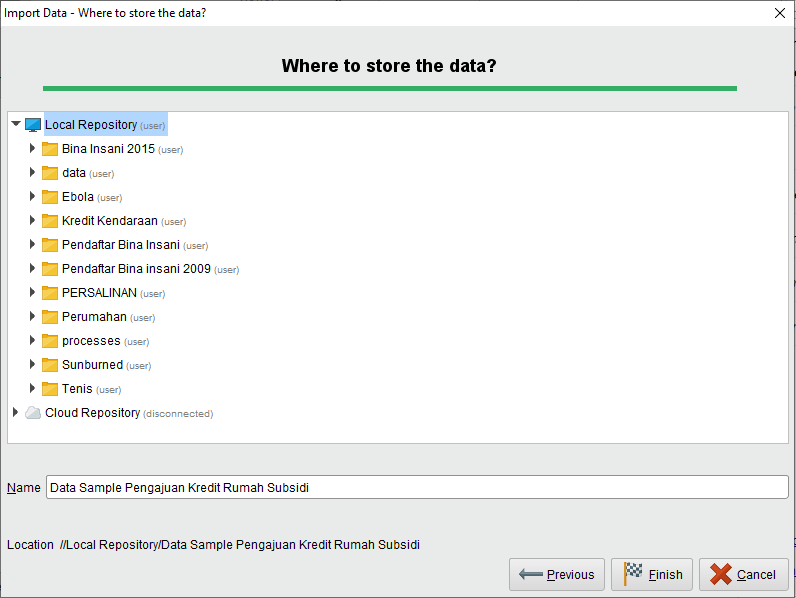 Import Data - Where to store the data?
Where to store the data?
Local Repository (user)
Bina Insani 2015 (user)
data (user)
Ebola (user)
Kredit Kendaraan (user)
Pendaftar Bina Insani (user)
Pendaftar Bina insani 2009 (user)
PERSALINAN (user)
Perumahan (user)
processes (user)
Sunburned (user)
Tenis (user)
Cloud Repository (disconnected)
Name Data Sample Pengajuan Kredit Rumah Subsidi
Location //Local Repository/Data Sample Pengajuan Kredit Rumah Subsidi
Previous Finish Cancel